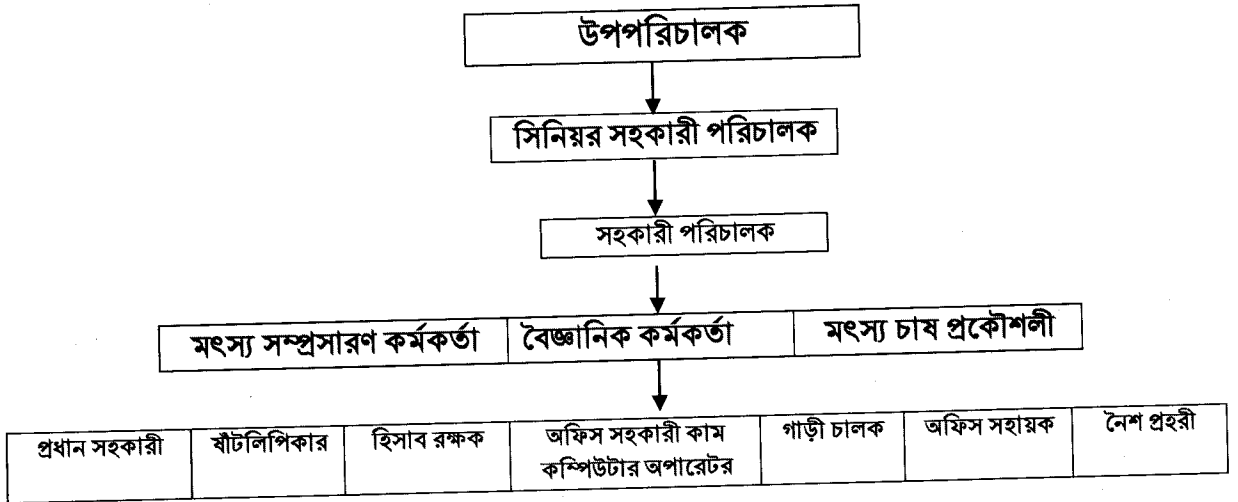 উপপরিচালক
সিনিয়র সহকারী পরিচালক
সহকারী পরিচালক
মৎস্য সম্প্রসারণ কর্মকর্তা বৈজ্ঞানিক কর্মকর্তা মৎস্য চাষ প্রকৌশলী
প্রধান সহকারী ষাঁটলিপিকার হিসাব রক্ষক অফিস সহকারী কাম গাড়ী চালক অফিস সহায়ক নৈশ প্রহরী
কম্পিউটার অপারেটর